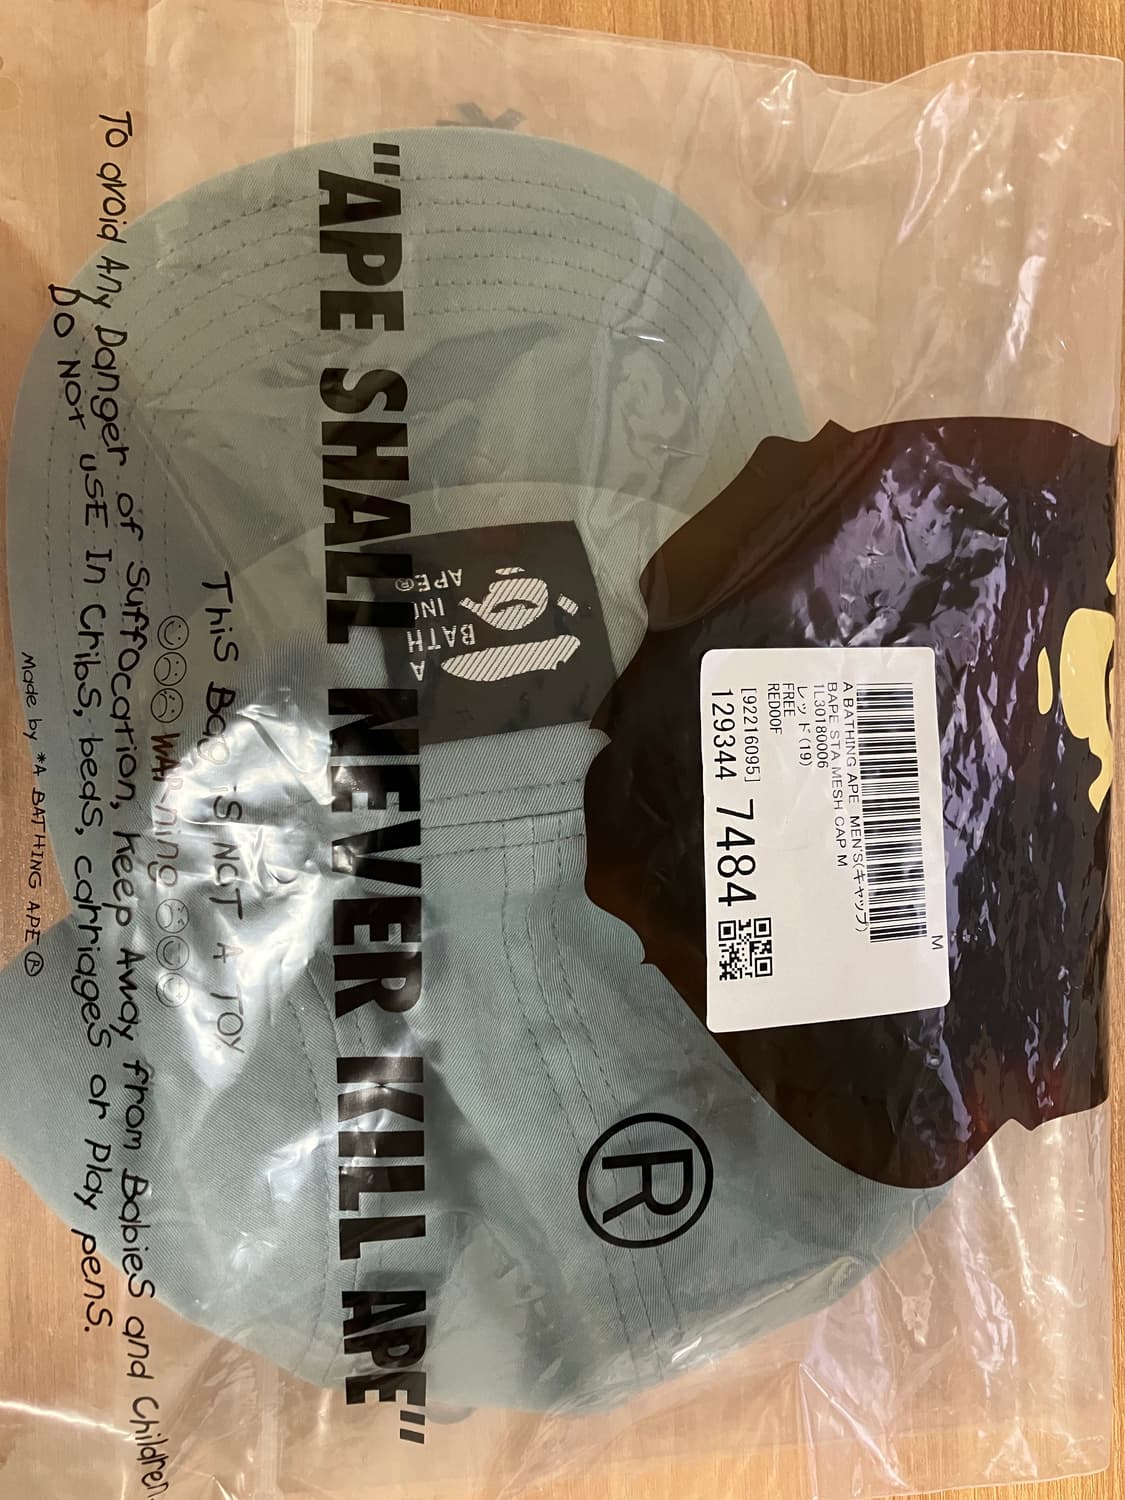 "APE SHALL NEVER KILL APE"
®
This Bag iS NOT A TOY.
WARning
To avoid Any Danger of Suffocation, Keep Away from BabieS and Children.
Do NOT uSE In Cribs, beds, carriageS or play penS.
Made by *A BATHING APE®
A
BATH
ING
APE®
M
A BATHING APE MEN'S(キャップ)
BAPE STA MESH CAP M
1L30180006
レッド(19)
FREE
RED00F
[92216095]
129344 7484